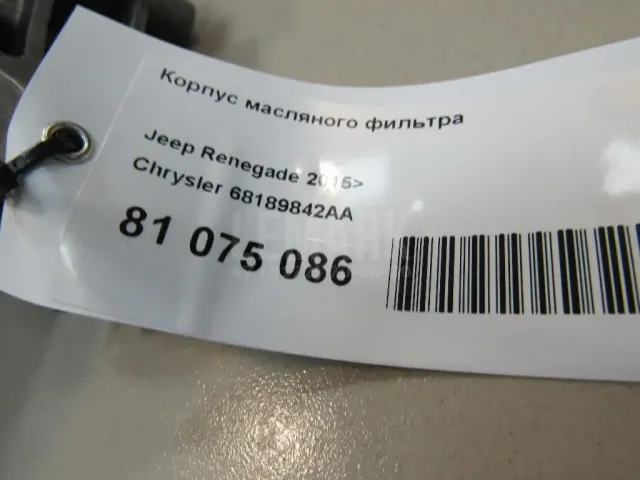 Корпус масляного фильтра
Jeep Renegade 2015>
Chrysler 68189842AA
81 075 086